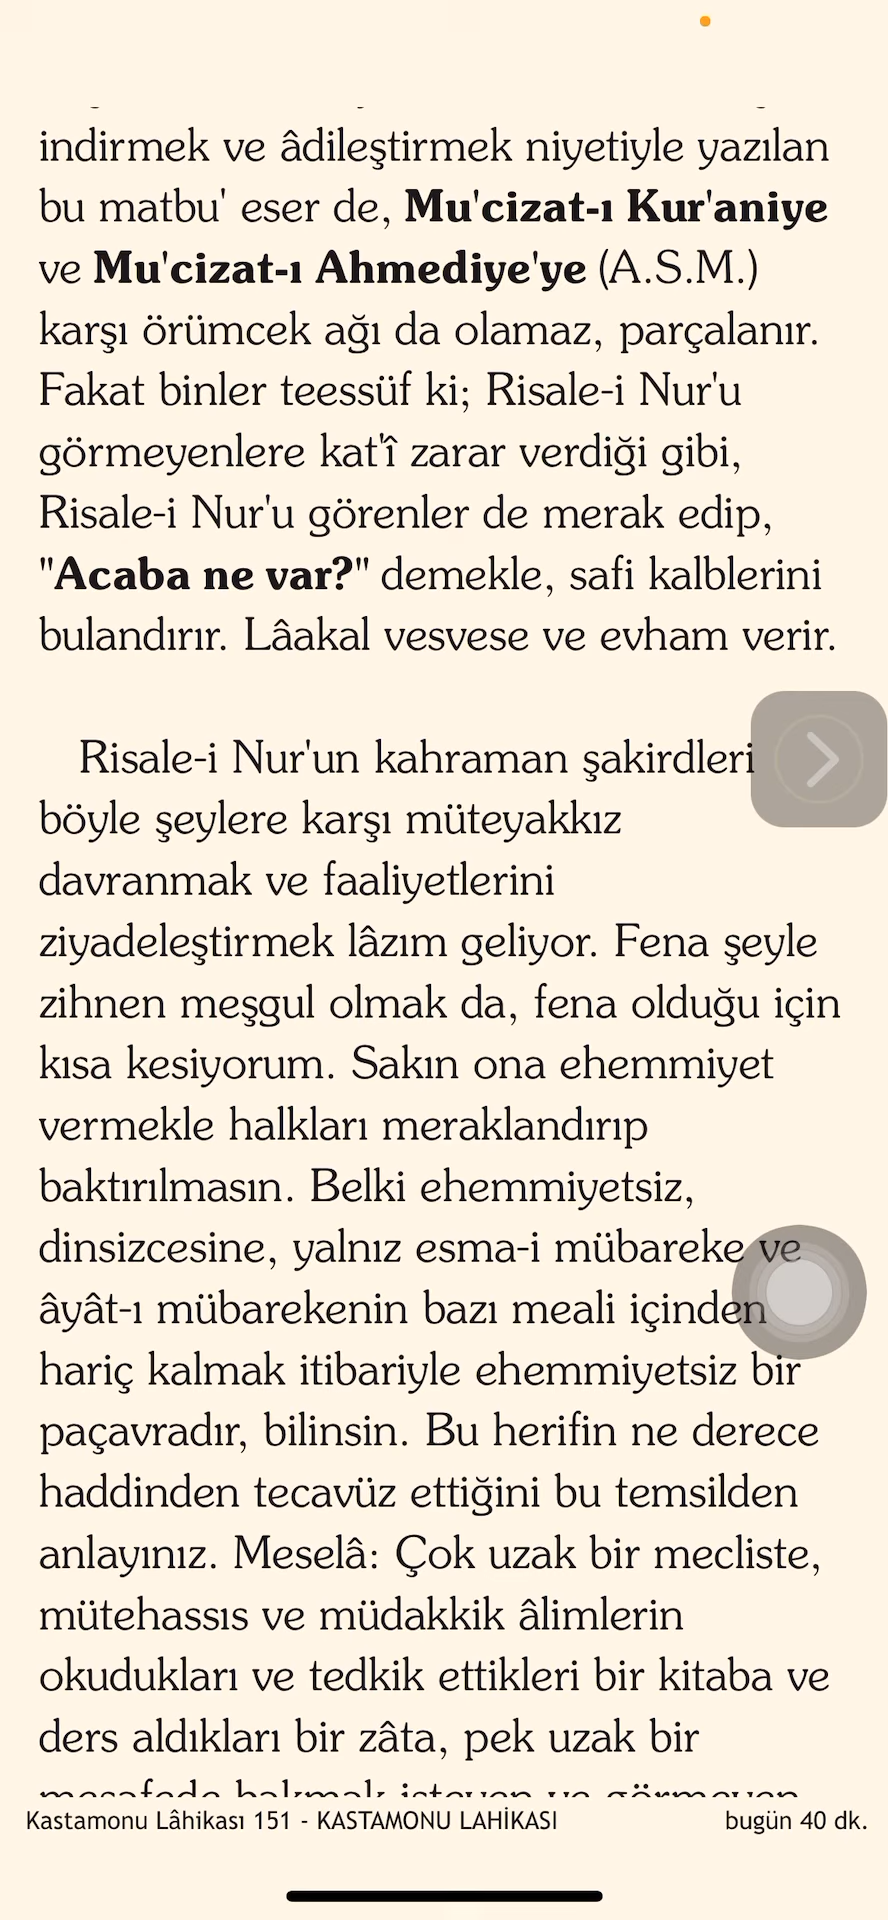 indirmek ve âdileştirmek niyetiyle yazılan
bu matbu' eser de, Mu'cizat-ı Kur'aniye
ve Mu'cizat-ı Ahmediye'ye (A.S.M.)
karşı örümcek ağı da olamaz, parçalanır.
Fakat binler teessüf ki; Risale-i Nur'u
görmeyenlere kat'î zarar verdiği gibi,
Risale-i Nur'u görenler de merak edip,
"Acaba ne var?" demekle, safi kalblerini
bulandırır. Lâakal vesvese ve evham verir.
Risale-i Nur'un kahraman şakirdleri
böyle şeylere karşı müteyakkız
davranmak ve faaliyetlerini
ziyadeleştirmek lâzım geliyor. Fena şeyle
zihnen meşgul olmak da, fena olduğu için
kısa kesiyorum. Sakın ona ehemmiyet
vermekle halkları meraklandırıp
baktırılmasın. Belki ehemmiyetsiz,
dinsizcesine, yalnız esma-i mübareke ve
âyât-ı mübarekenin bazı meali içinden
hariç kalmak itibariyle ehemmiyetsiz bir
paçavradır, bilinsin. Bu herifin ne derece
haddinden tecavüz ettiğini bu temsilden
anlayınız. Meselâ: Çok uzak bir mecliste,
mütehassıs ve müdakkik âlimlerin
okudukları ve tedkik ettikleri bir kitaba ve
ders aldıkları bir zâta, pek uzak bir
mesafede bakmak isteyen ve görmeyen
Kastamonu Lâhikası 151 - KASTAMONU LAHİKASI
bugün 40 dk.